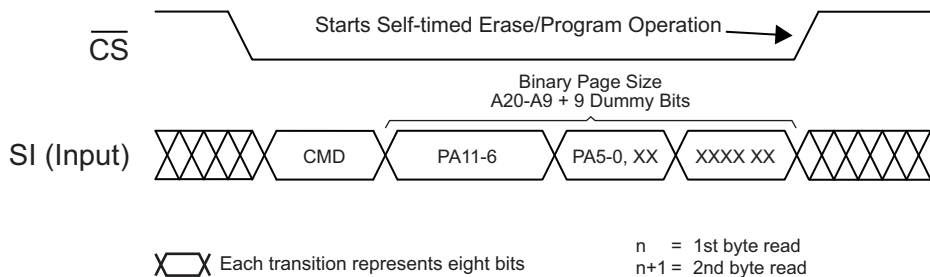 Starts Self-timed Erase/Program Operation
CS
Binary Page Size
A20-A9 + 9 Dummy Bits
SI (Input)
CMD
PA11-6
PA5-0, XX
XXXX XX
Each transition represents eight bits
n = 1st byte read
n+1 = 2nd byte read